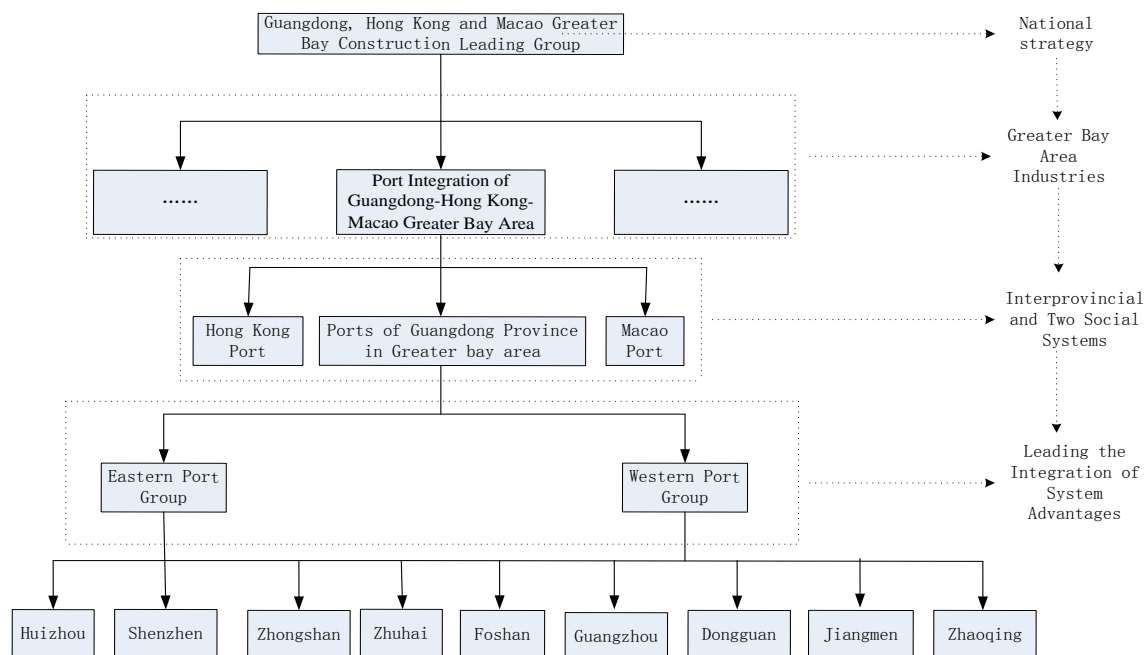 Guangdong, Hong Kong and Macao Greater
Bay Construction Leading Group
National
strategy
Greater Bay
Area
Industries
……
Port Integration of
Guangdong-Hong Kong-
Macao Greater Bay Area
……
Interprovincial
and Two Social
Systems
Hong Kong
Port
Ports of Guangdong Province
in Greater bay area
Macao
Port
Leading the
Integration of
System
Advantages
Eastern Port
Group
Western Port
Group
Huizhou
Shenzhen
Zhongshan
Zhuhai
Foshan
Guangzhou
Dongguan
Jiangmen
Zhaoqing